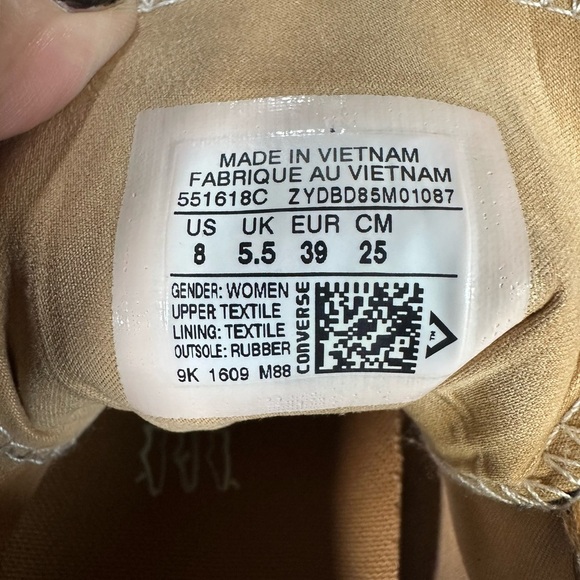 MADE IN VIETNAM
FABRIQUE AU VIETNAM
551618C ZYDBD85M01087
US UK EUR CM
8 5.5 39 25
GENDER: WOMEN
UPPER: TEXTILE
LINING: TEXTILE
OUTSOLE: RUBBER
9K 1609 M88
CONVERSE
TM